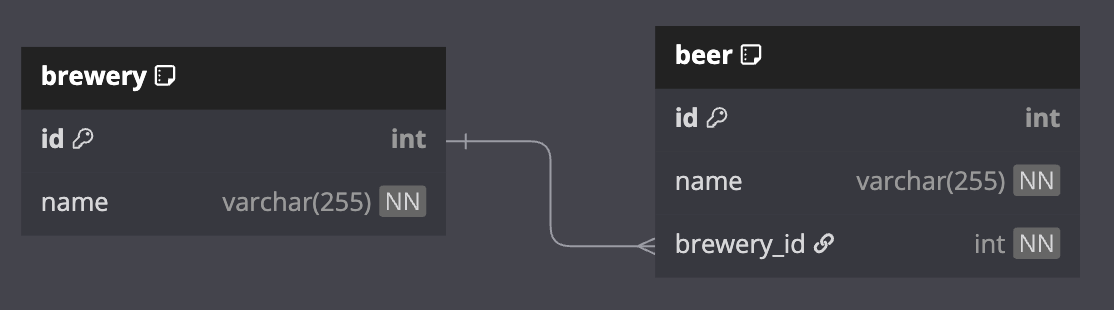 brewery
id int
name varchar(255) NN
beer
id int
name varchar(255) NN
brewery_id int NN